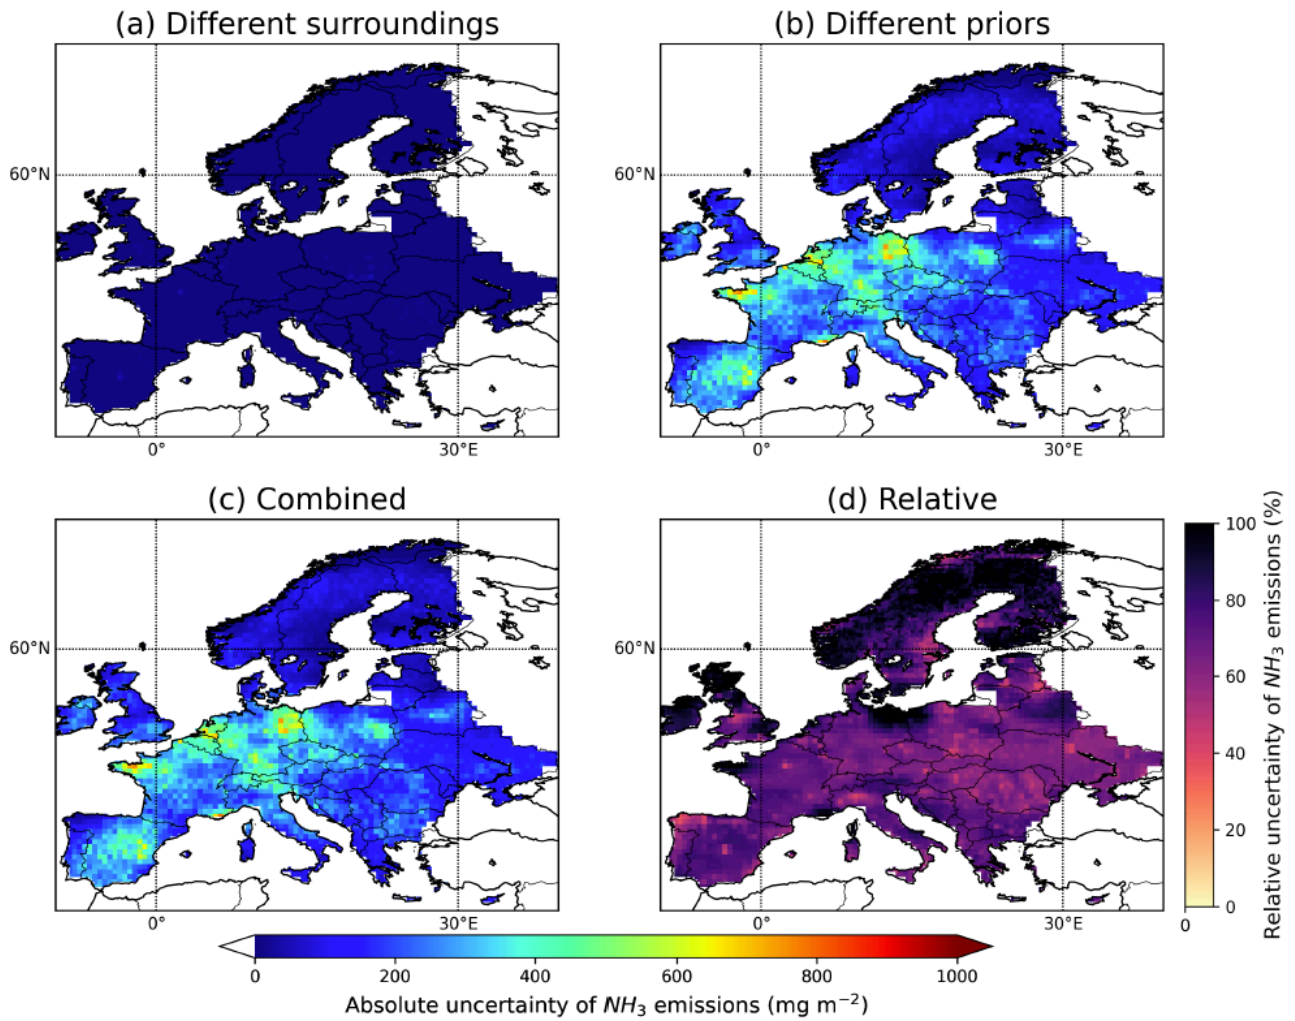 (a) Different surroundings
(b) Different priors
60°N
60°N
0°
30°E
0°
30°E
(c) Combined
(d) Relative
60°N
60°N
0°
30°E
0°
30°E
100
80
60
40
20
0
0
Relative uncertainty of NH₃ emissions (%)
0
200
400
600
800
1000
Absolute uncertainty of NH₃ emissions (mg m⁻²)